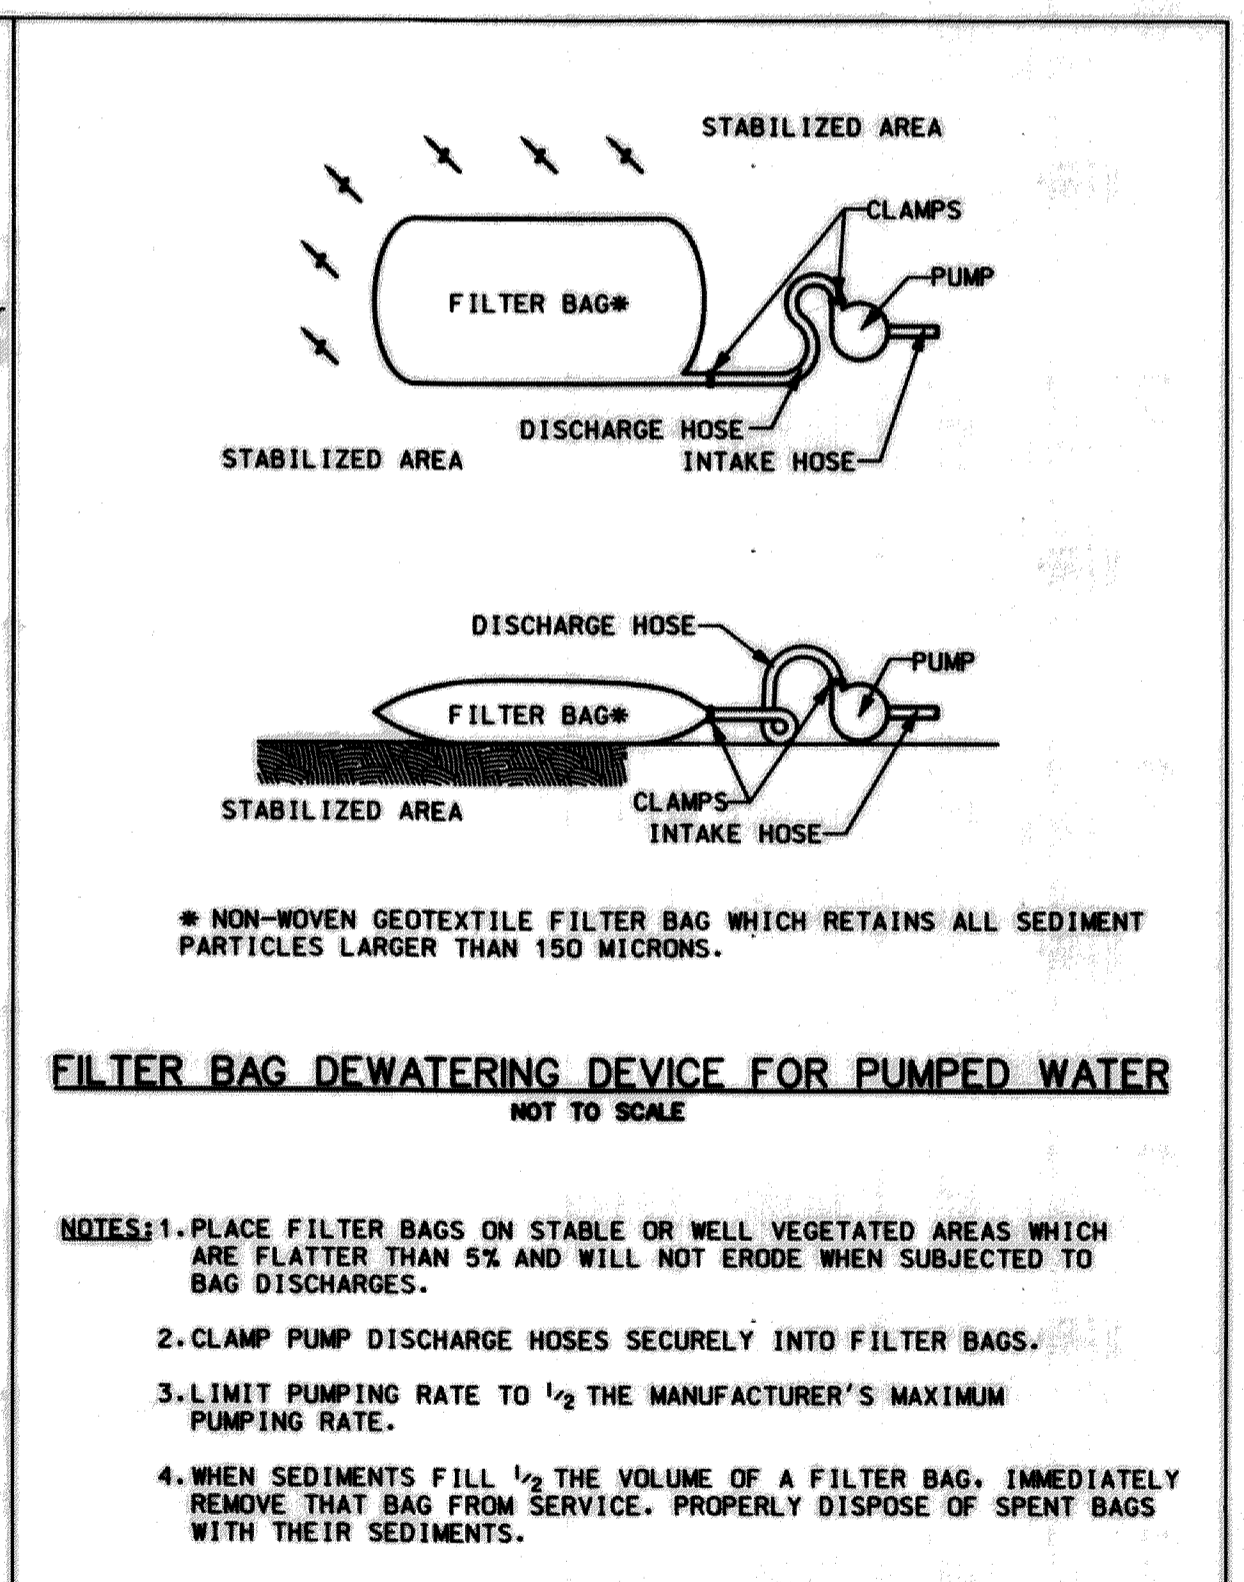 STABILIZED AREA
CLAMPS
PUMP
FILTER BAG*
DISCHARGE HOSE
STABILIZED AREA
INTAKE HOSE
DISCHARGE HOSE
PUMP
FILTER BAG*
STABILIZED AREA
CLAMPS
INTAKE HOSE
* NON-WOVEN GEOTEXTILE FILTER BAG WHICH RETAINS ALL SEDIMENT
PARTICLES LARGER THAN 150 MICRONS.
FILTER BAG DEWATERING DEVICE FOR PUMPED WATER
NOT TO SCALE
NOTES: 1. PLACE FILTER BAGS ON STABLE OR WELL VEGETATED AREAS WHICH
ARE FLATTER THAN 5% AND WILL NOT ERODE WHEN SUBJECTED TO
BAG DISCHARGES.
2. CLAMP PUMP DISCHARGE HOSES SECURELY INTO FILTER BAGS.
3. LIMIT PUMPING RATE TO 1/2 THE MANUFACTURER'S MAXIMUM
PUMPING RATE.
4. WHEN SEDIMENTS FILL 1/2 THE VOLUME OF A FILTER BAG. IMMEDIATELY
REMOVE THAT BAG FROM SERVICE. PROPERLY DISPOSE OF SPENT BAGS
WITH THEIR SEDIMENTS.